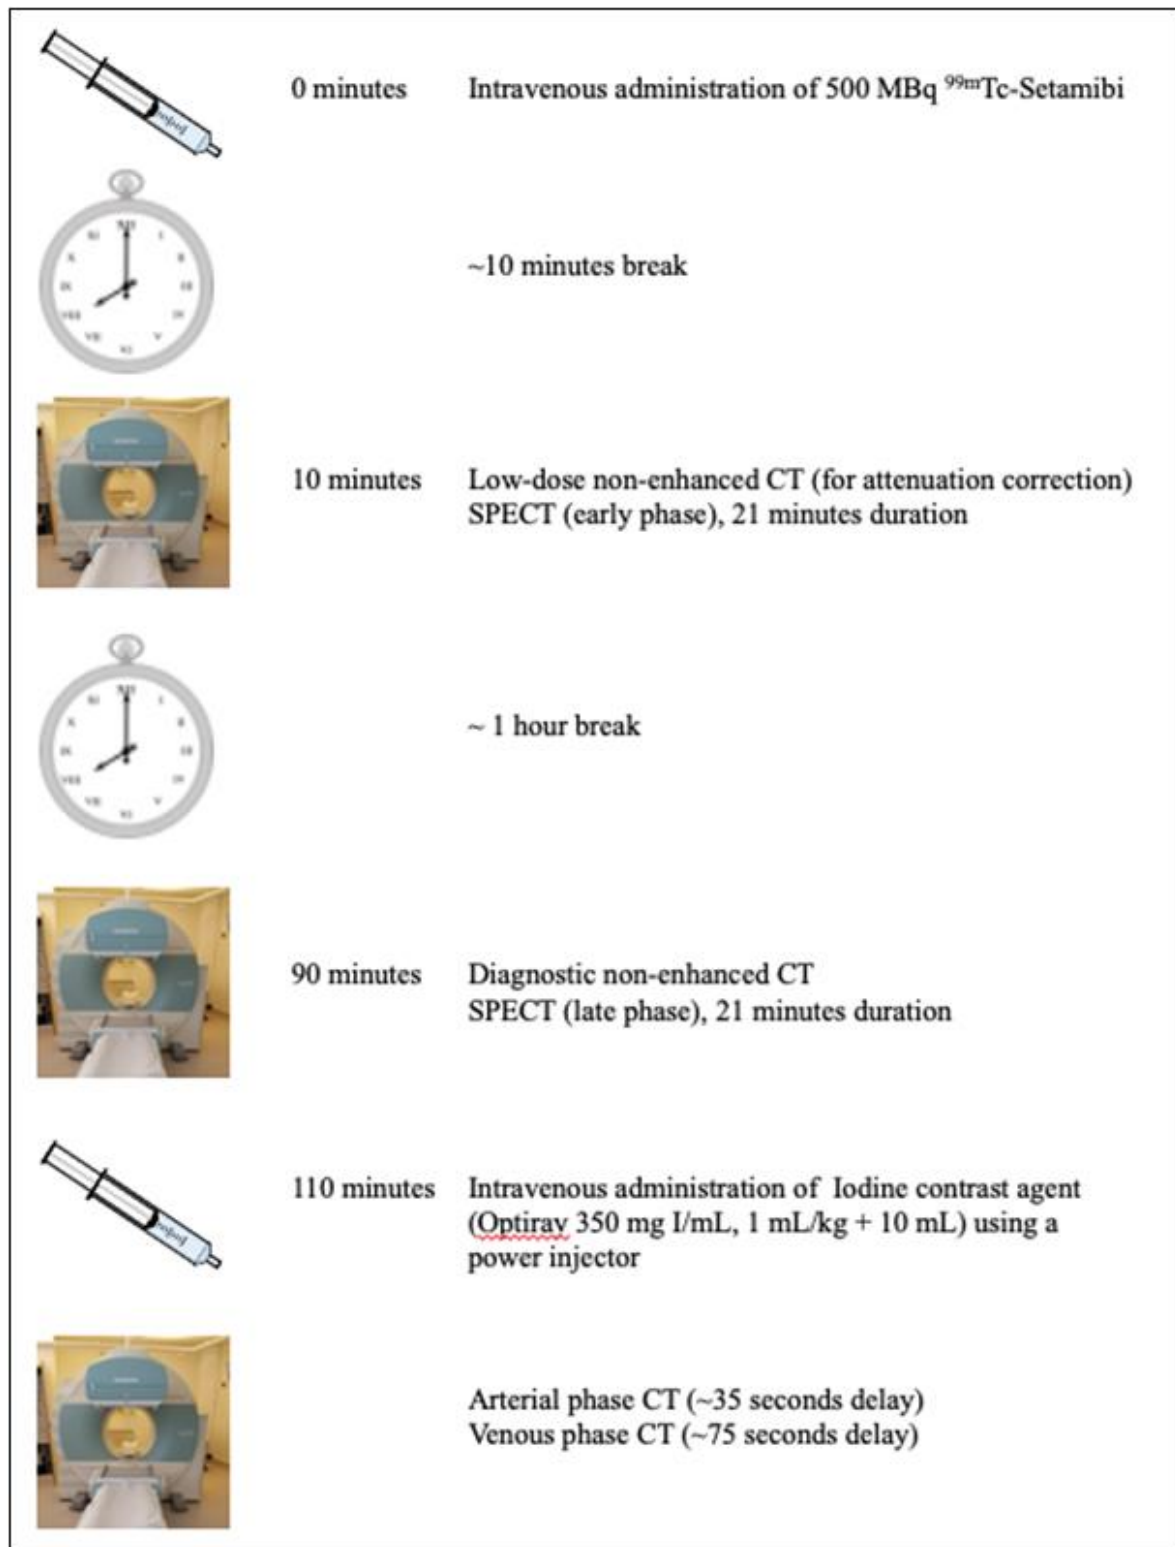 0 minutes Intravenous administration of 500 MBq 99mTc-Setamibi
~10 minutes break
10 minutes Low-dose non-enhanced CT (for attenuation correction)
SPECT (early phase), 21 minutes duration
~ 1 hour break
90 minutes Diagnostic non-enhanced CT
SPECT (late phase), 21 minutes duration
110 minutes Intravenous administration of Iodine contrast agent
(Optiray 350 mg I/mL, 1 mL/kg + 10 mL) using a
power injector
Arterial phase CT (~35 seconds delay)
Venous phase CT (~75 seconds delay)